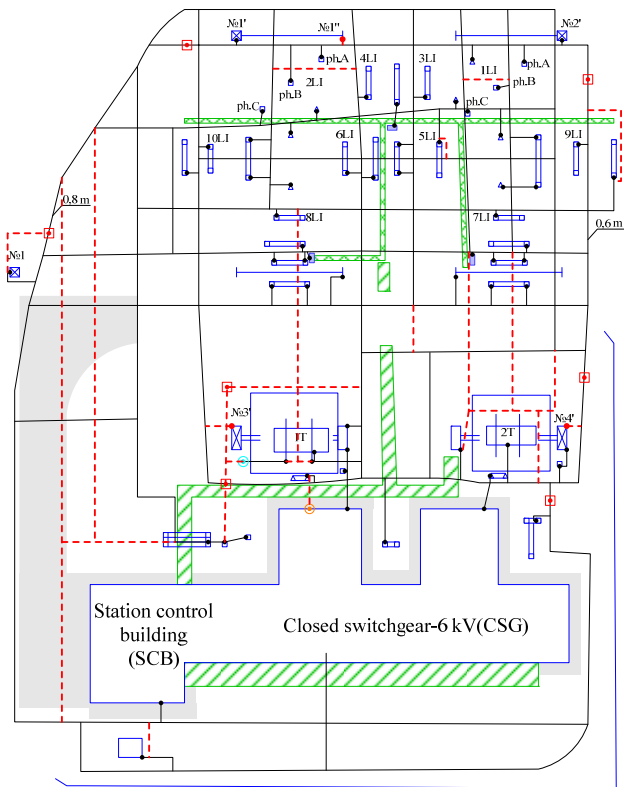 №1'
№1"
№2'
ph.A
4LI
3LI
ph.A
2LI
1LI
ph.B
ph.B
ph.C
ph.C
10LI
6LI
5LI
9LI
0,8 m
8LI
7LI
0,6 m
№1
№3'
№4'
1T
2T
Station control
building
(SCB)
Closed switchgear-6 kV(CSG)